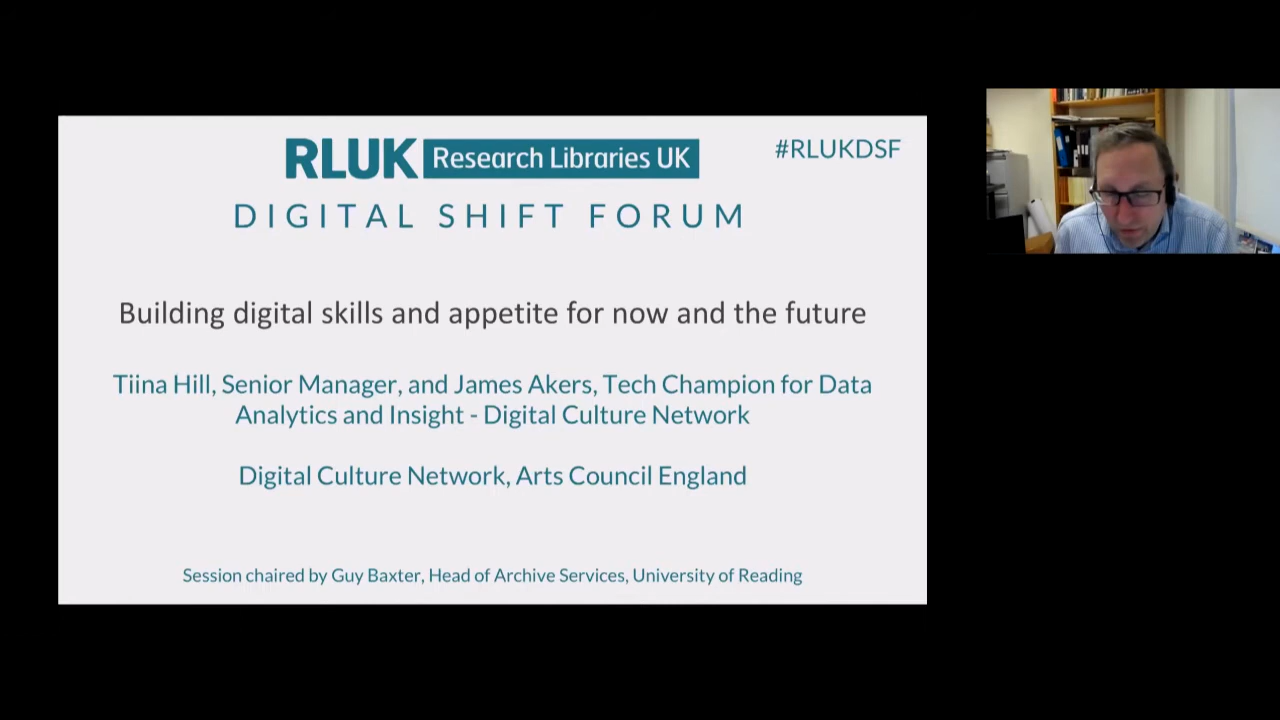 RLUK Research Libraries UK
#RLUKDSF
DIGITAL SHIFT FORUM
Building digital skills and appetite for now and the future
Tiina Hill, Senior Manager, and James Akers, Tech Champion for Data
Analytics and Insight - Digital Culture Network
Digital Culture Network, Arts Council England
Session chaired by Guy Baxter, Head of Archive Services, University of Reading